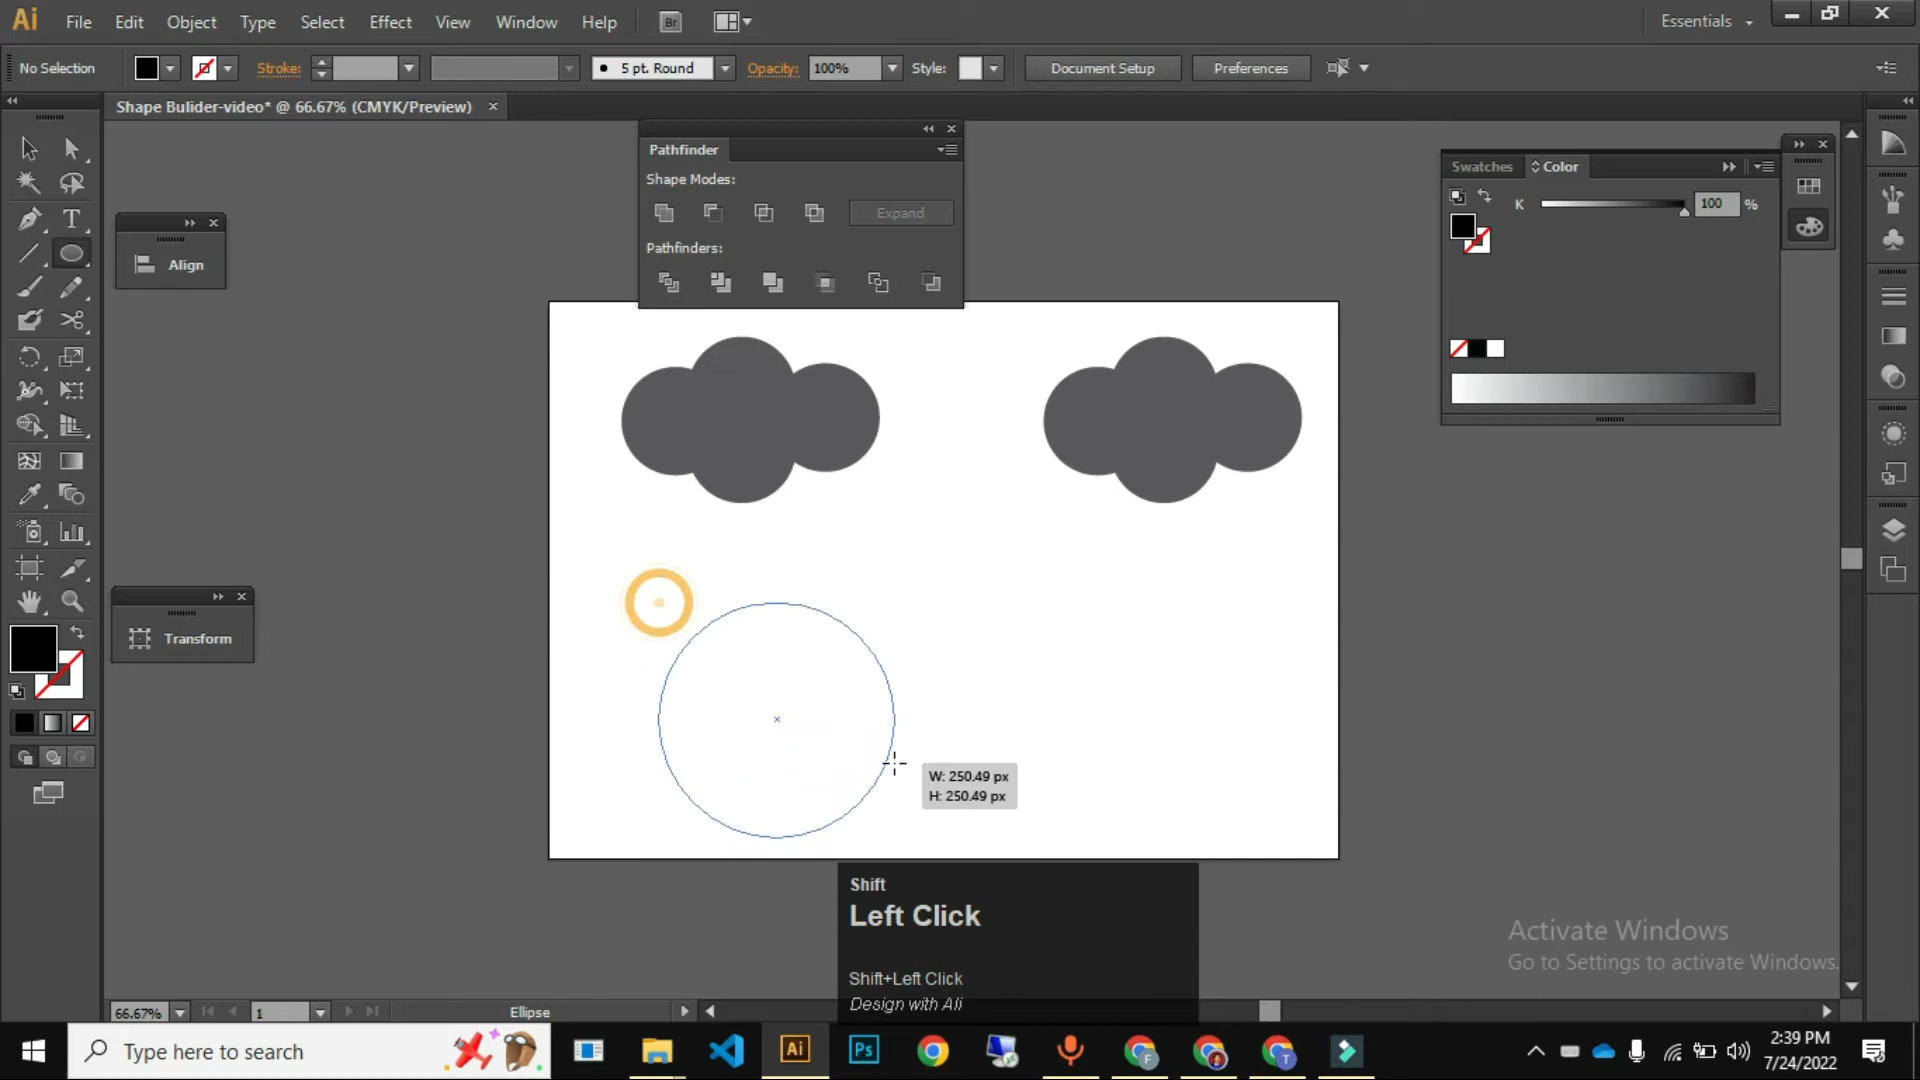 Ai File Edit Object Type Select Effect View Window Help Br Essentials
No Selection Stroke: 5 pt. Round Opacity: 100% Style: Document Setup Preferences
Shape Bulider-video* @ 66.67% (CMYK/Preview)
Pathfinder
Shape Modes:
Expand
Pathfinders:
Swatches Color
K 100 %
Align
Transform
W: 250.49 px
H: 250.49 px
Shift
Left Click
Shift+Left Click
Design with Ali
Activate Windows
Go to Settings to activate Windows.
66.67% 1 Ellipse
Type here to search
Ai
Ps
F
T
2:39 PM
7/24/2022